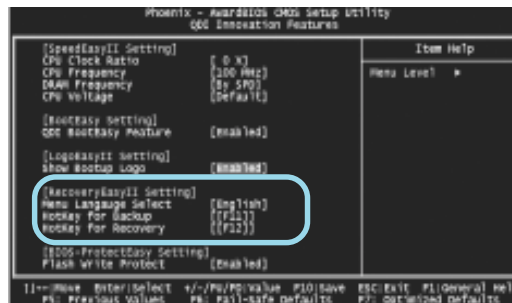 Phoenix - AwardBIOS CMOS Setup Utility
QDI Innovation Features
[SpeedEasyII Setting]
CPU Clock Ratio [ 0 X]
CPU Frequency [100 MHz]
DRAM Frequency [By SPD]
CPU Voltage [Default]
[BootEasy Setting]
QDI BootEasy Feature [Enabled]
[LogoEasyII Setting]
Show Bootup Logo [Enabled]
[RecoveryEasyII Setting]
Menu Langauge Select [English]
HotKey for Backup [[F11]]
HotKey for Recovery [[F12]]
[BIOS-ProtectEasy Setting]
Flash Write Protect [Enabled]
Item Help
Menu Level
:Move Enter:Select +/-/PU/PD:Value F10:Save ESC:Exit F1:General Hel
F5: Previous Values F6: Fail-Safe Defaults F7: Optimized Defaults